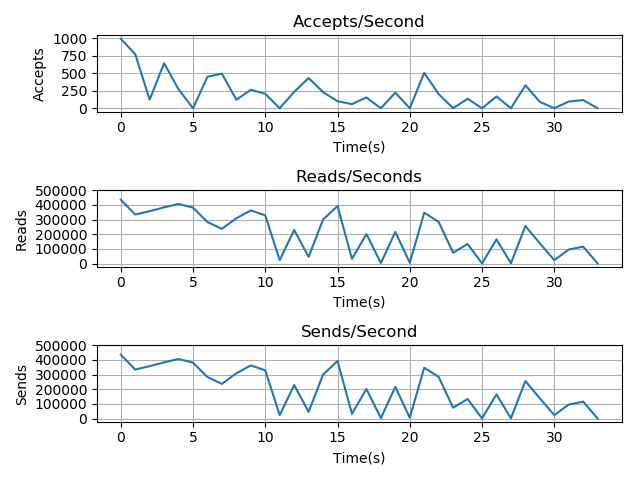 Accepts/Second
1000
750
500
250
0
Accepts
0 5 10 15 20 25 30
Time(s)
Reads/Seconds
500000
400000
300000
200000
100000
0
Reads
0 5 10 15 20 25 30
Time(s)
Sends/Second
500000
400000
300000
200000
100000
0
Sends
0 5 10 15 20 25 30
Time(s)